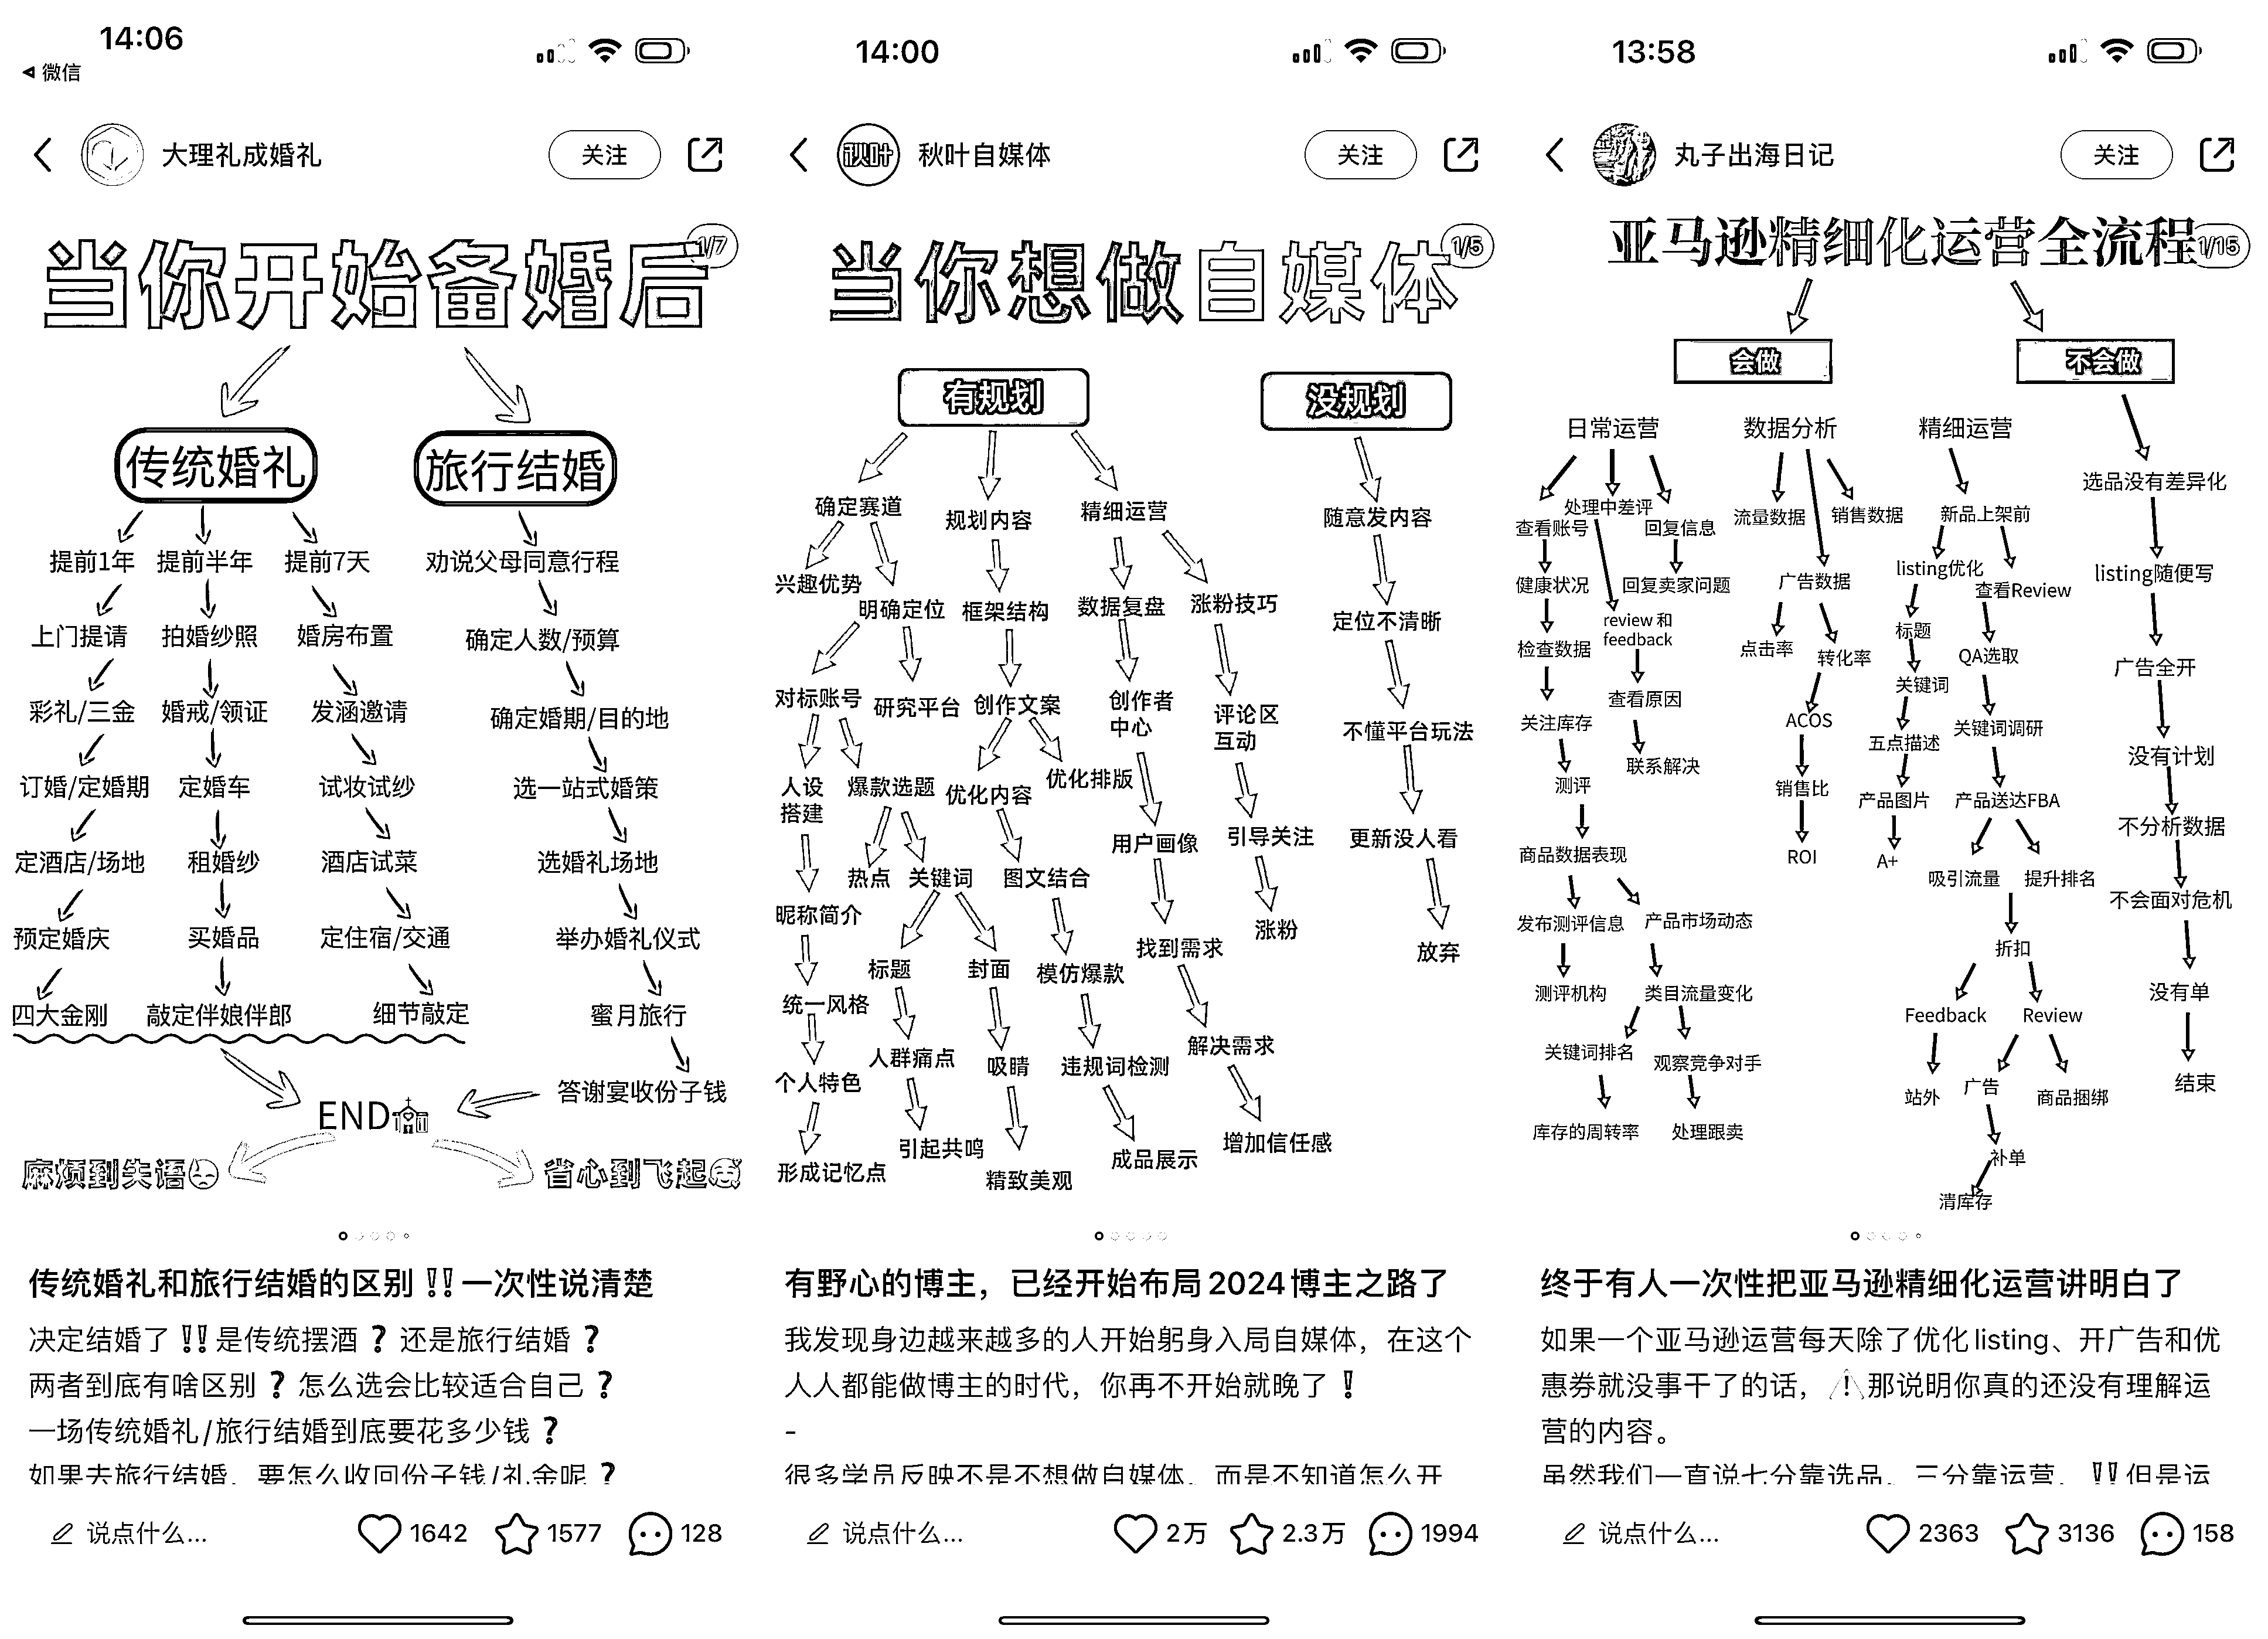 14:06
微信
大理礼成婚礼
关注
1/7
当你开始备婚后
传统婚礼 旅行结婚
提前1年 提前半年 提前7天 劝说父母同意行程
上门提请 拍婚纱照 婚房布置 确定人数/预算
彩礼/三金 婚戒/领证 发涵邀请 确定婚期/目的地
订婚/定婚期 定婚车 试妆试纱 选一站式婚策
定酒店/场地 租婚纱 酒店试菜 选婚礼场地
预定婚庆 买婚品 定住宿/交通 举办婚礼仪式
四大金刚 敲定伴娘伴郎 细节敲定 蜜月旅行
答谢宴收份子钱
END
麻烦到失语 省心到飞起
传统婚礼和旅行结婚的区别‼️一次性说清楚
决定结婚了‼️是传统摆酒❓还是旅行结婚❓
两者到底有啥区别❓怎么选会比较适合自己❓
一场传统婚礼/旅行结婚到底要花多少钱❓
如果去旅行结婚，要怎么收回份子钱/礼金呢❓
说点什么...
1642 1577 128
14:00
秋叶
秋叶自媒体
关注
1/5
当你想做自媒体
有规划 没规划
确定赛道 规划内容 精细运营 随意发内容
兴趣优势 明确定位 框架结构 数据复盘 涨粉技巧 定位不清晰
对标账号 研究平台 创作文案 创作者
中心 评论区
互动 不懂平台玩法
人设
搭建 爆款选题 优化内容 优化排版 用户画像 引导关注 更新没人看
热点 关键词 图文结合
昵称简介 标题 封面 模仿爆款 找到需求 涨粉 放弃
统一风格 人群痛点 吸睛 违规词检测 解决需求
个人特色 引起共鸣 精致美观 成品展示 增加信任感
形成记忆点
有野心的博主，已经开始布局2024博主之路了
我发现身边越来越多的人开始躬身入局自媒体，在这个
人人都能做博主的时代，你再不开始就晚了❗
-
很多学员反映不是不想做自媒体，而是不知道怎么开
说点什么...
2万 2.3万 1994
13:58
丸子出海日记
关注
1/15
亚马逊精细化运营全流程
会做 不会做
日常运营 数据分析 精细运营
选品没有差异化
查看账号 处理中差评 回复信息 流量数据 销售数据 新品上架前
健康状况 回复卖家问题 广告数据 listing优化 查看Review listing随便写
检查数据 review 和
feedback 点击率 转化率 标题 QA选取 广告全开
关注库存 查看原因 ACOS 关键词 关键词调研
五点描述 没有计划
测评 联系解决 销售比 产品图片 产品送达FBA
不分析数据
商品数据表现 ROI A+ 吸引流量 提升排名 不会面对危机
发布测评信息 产品市场动态 折扣
测评机构 类目流量变化 Feedback Review 没有单
关键词排名 观察竞争对手 站外 广告 商品捆绑 结束
库存的周转率 处理跟卖 补单
清库存
终于有人一次性把亚马逊精细化运营讲明白了
如果一个亚马逊运营每天除了优化listing、开广告和优
惠券就没事干了的话，⚠️那说明你真的还没有理解运
营的内容。
虽然我们一直说七分靠选品，三分靠运营，‼️但是运
说点什么...
2363 3136 158